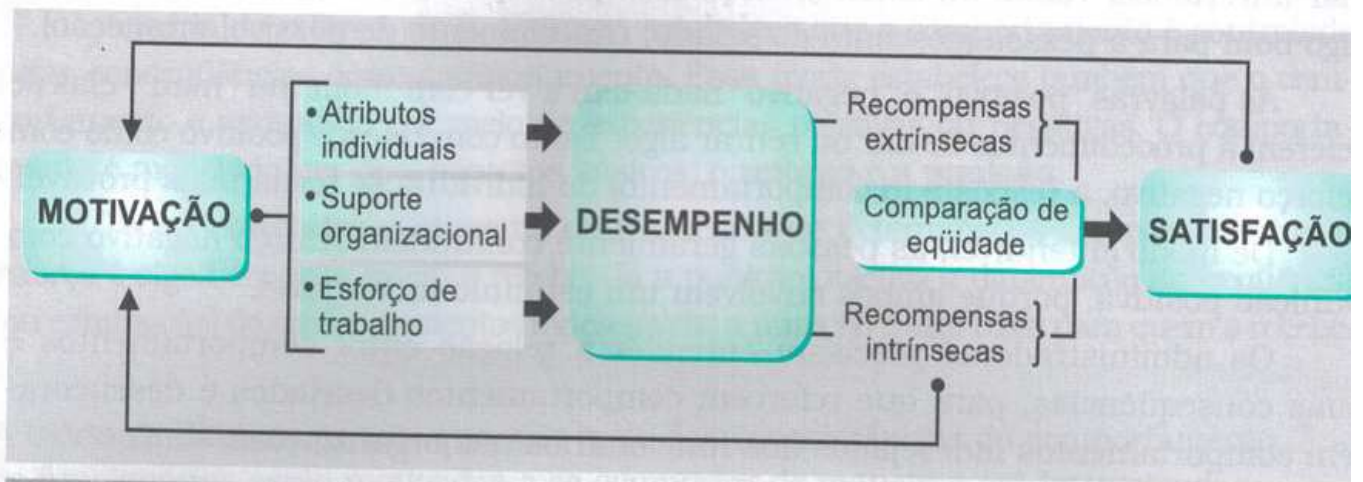 MOTIVAÇÃO
• Atributos
individuais
• Suporte
organizacional
• Esforço de
trabalho
DESEMPENHO
Recompensas
extrínsecas
Comparação de
eqüidade
Recompensas
intrínsecas
SATISFAÇÃO